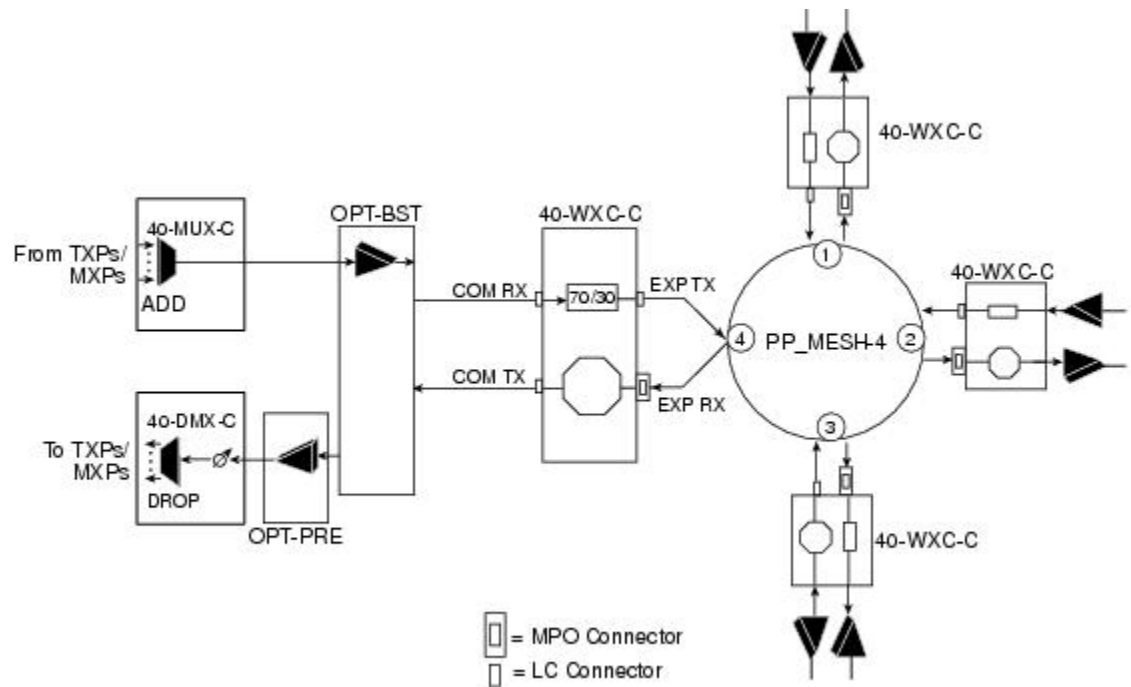 40-WXC-C
40-MUX-C
From TXPs/
MXPs
ADD
OPT-BST
40-WXC-C
COM RX
70/30
EXP TX
1
40-WXC-C
4
PP_MESH-4
2
COM TX
EXP RX
40-DMX-C
To TXPs/
MXPs
DROP
OPT-PRE
3
40-WXC-C
= MPO Connector
= LC Connector